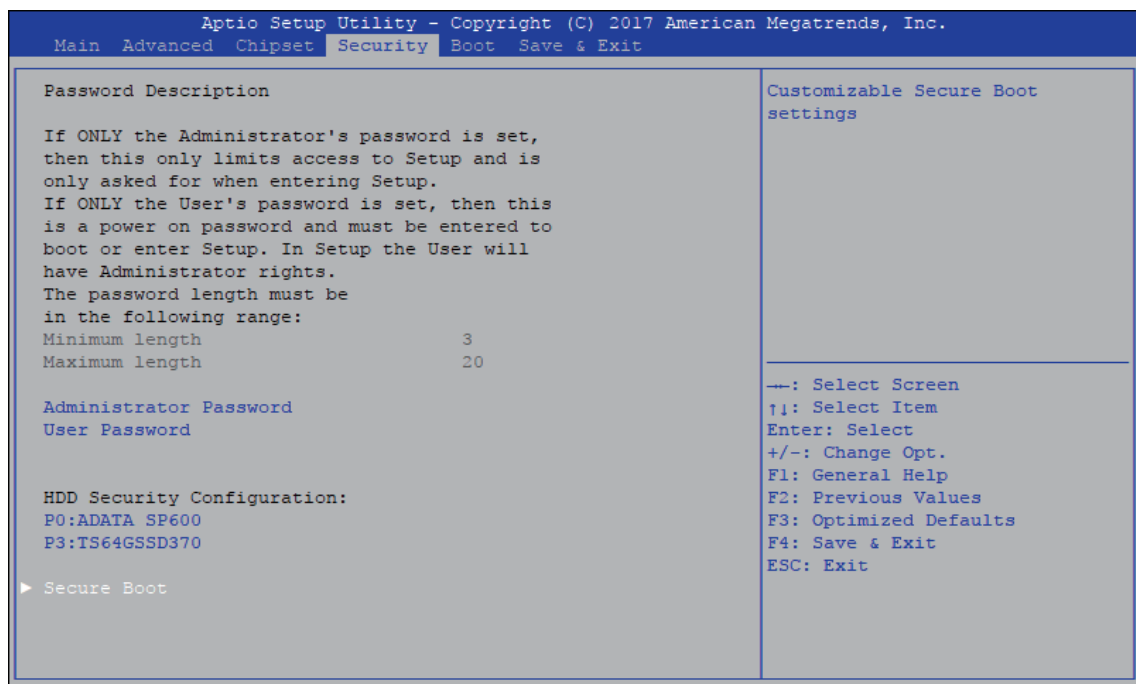 Aptio Setup Utility – Copyright (C) 2017 American Megatrends, Inc.
Main Advanced Chipset Security Boot Save & Exit
Password Description
If ONLY the Administrator's password is set,
then this only limits access to Setup and is
only asked for when entering Setup.
If ONLY the User's password is set, then this
is a power on password and must be entered to
boot or enter Setup. In Setup the User will
have Administrator rights.
The password length must be
in the following range:
Minimum length 3
Maximum length 20
Administrator Password
User Password
HDD Security Configuration:
P0:ADATA SP600
P3:TS64GSSD370
► Secure Boot
Customizable Secure Boot
settings
→←: Select Screen
↑↓: Select Item
Enter: Select
+/-: Change Opt.
F1: General Help
F2: Previous Values
F3: Optimized Defaults
F4: Save & Exit
ESC: Exit